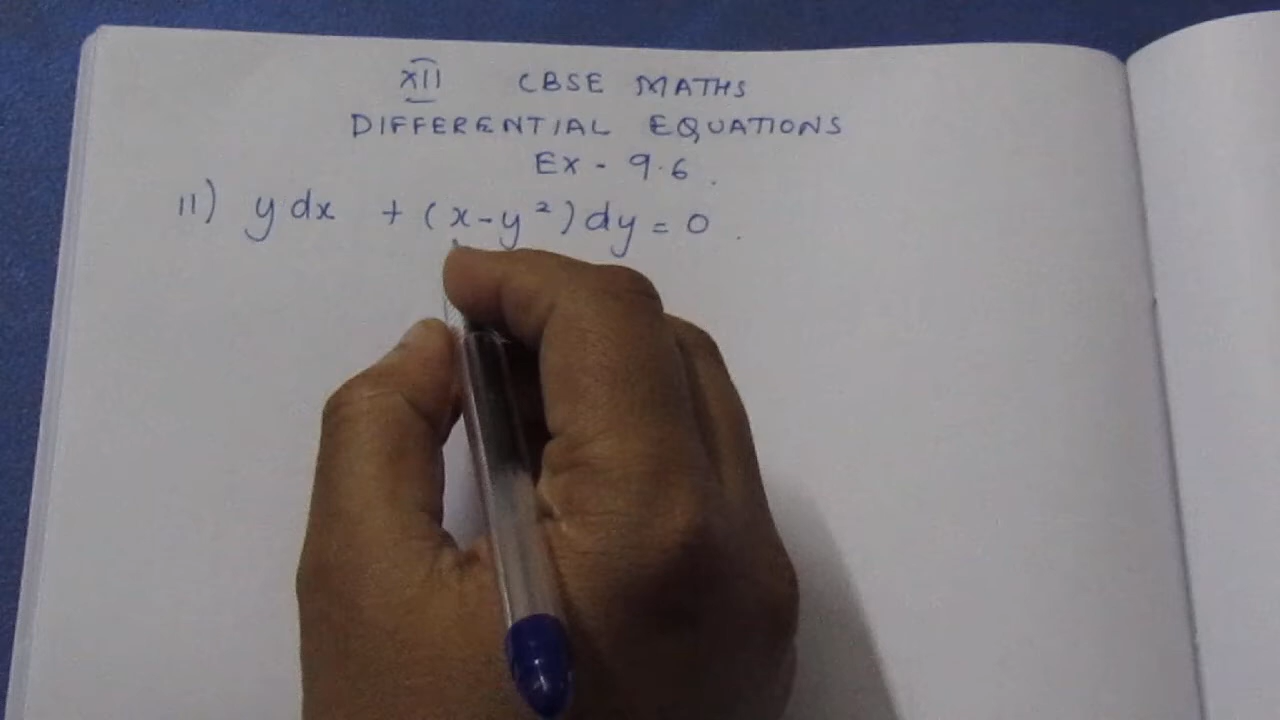 XII CBSE MATHS
DIFFERENTIAL EQUATIONS
EX - 9.6.
11) y dx + (x - y²) dy = 0.